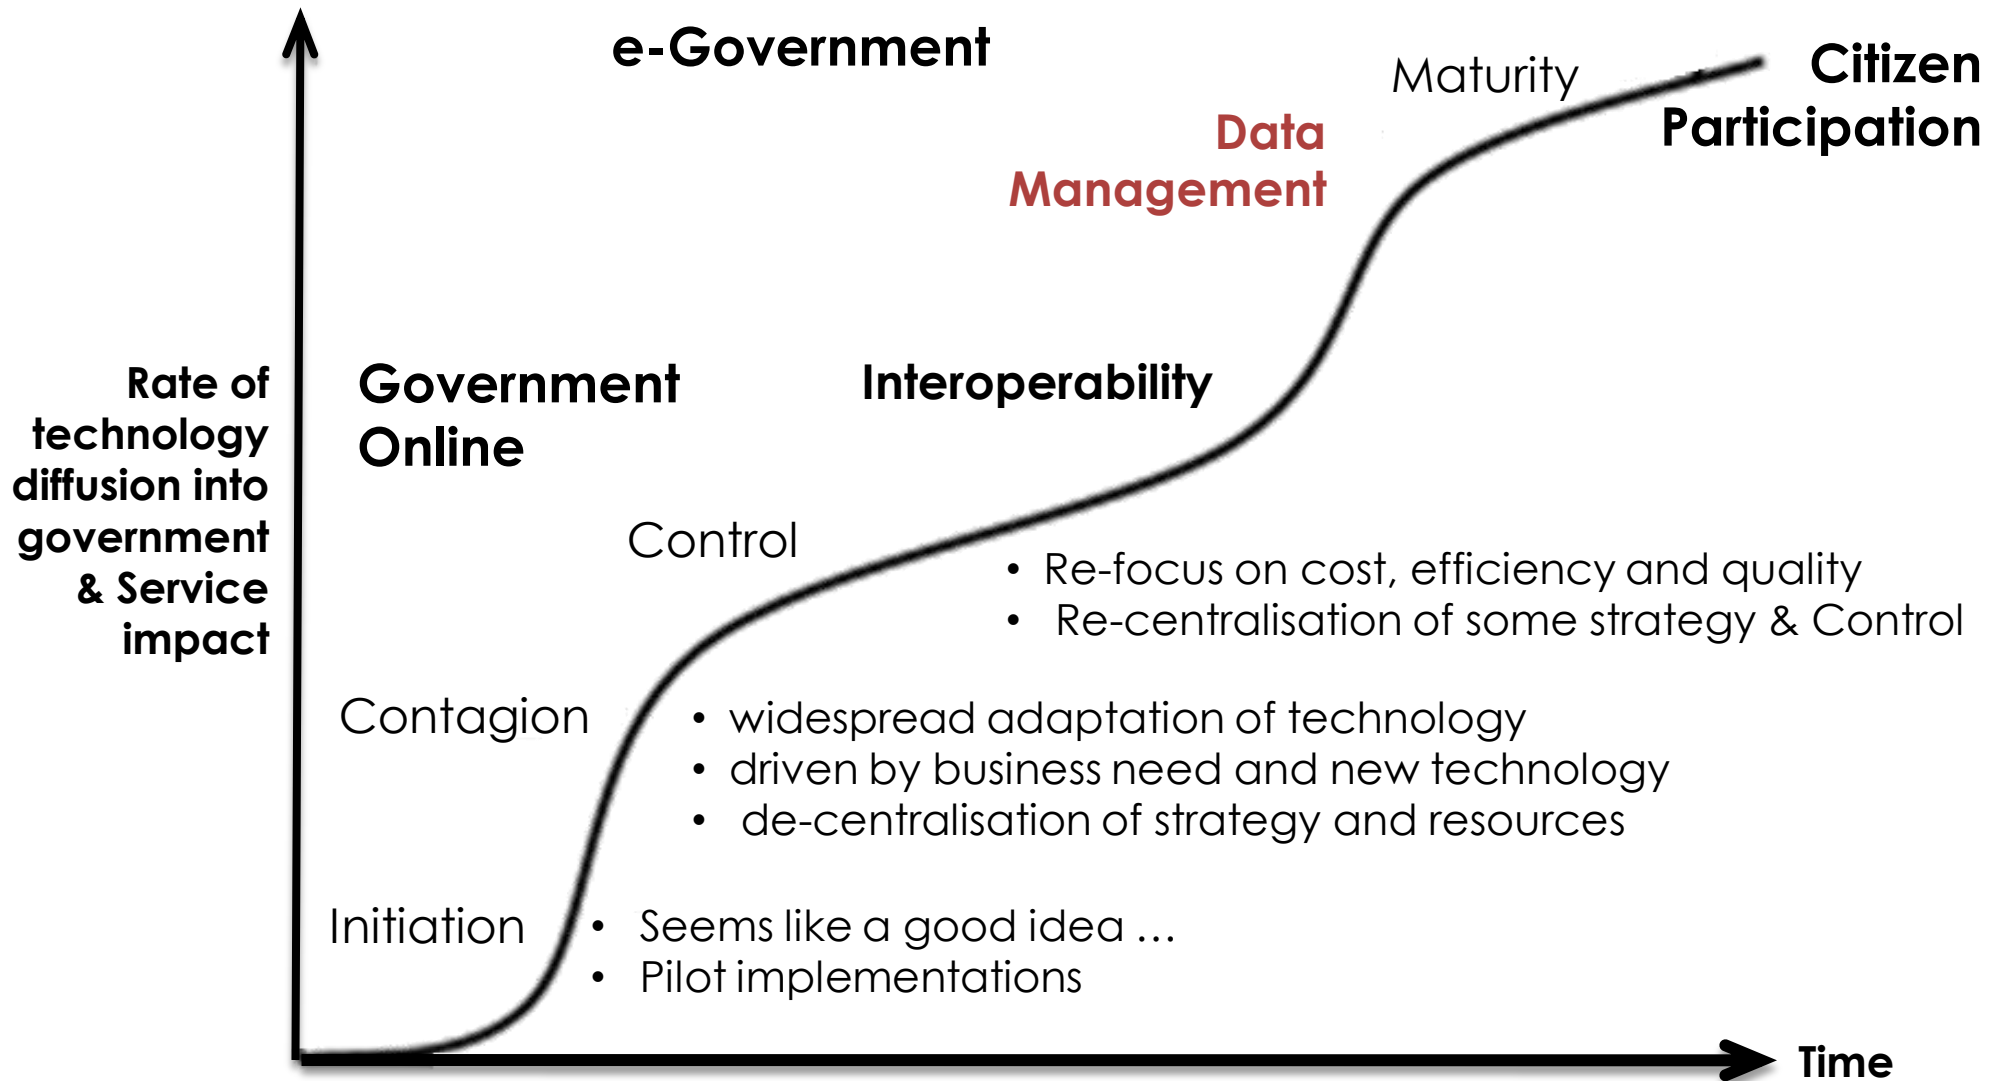 e-Government
Maturity
Citizen
Participation
Data
Management
Rate of
technology
diffusion into
government
& Service
impact
Government
Online
Interoperability
Control
• Re-focus on cost, efficiency and quality
• Re-centralisation of some strategy & Control
Contagion
• widespread adaptation of technology
• driven by business need and new technology
• de-centralisation of strategy and resources
Initiation
• Seems like a good idea …
• Pilot implementations
Time